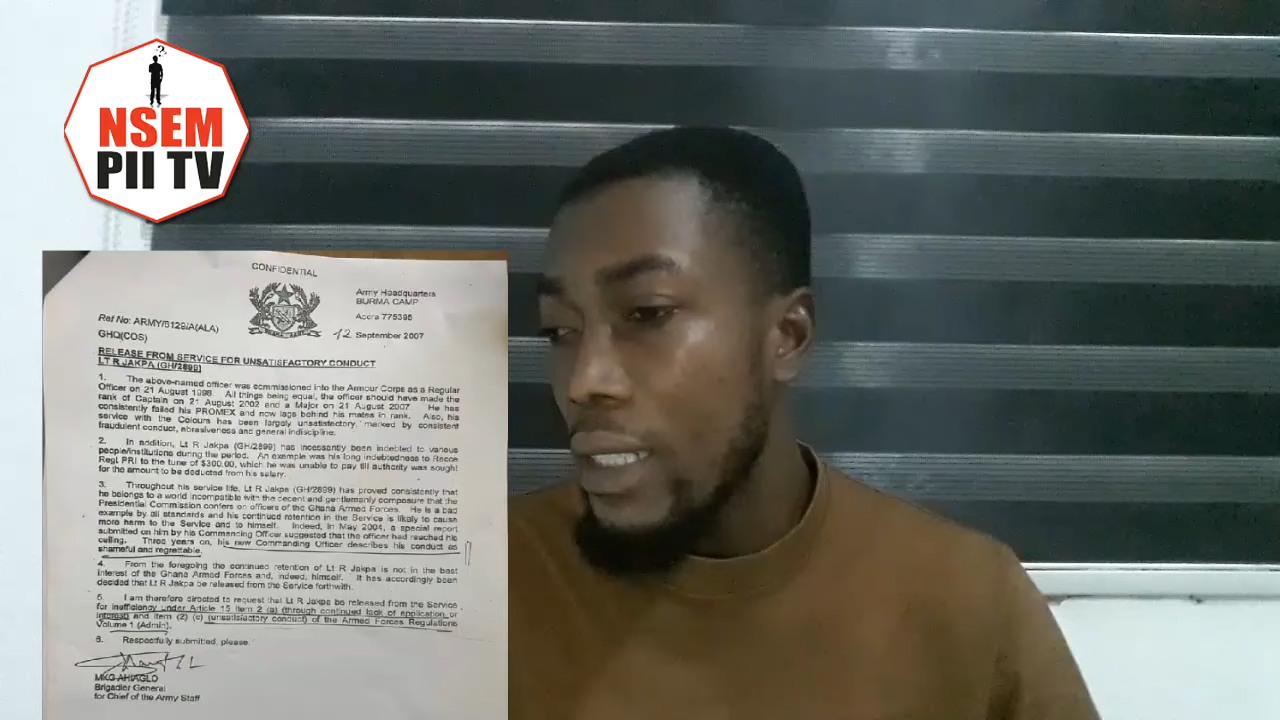 ?
NSEM
PII TV
CONFIDENTIAL
Army Headquarters
BURMA CAMP
Accra 775395
Ref No: ARMY/6129/A(ALA)
12 September 2007
GHQ(COS)
RELEASE FROM SERVICE FOR UNSATISFACTORY CONDUCT
LT R JAKPA (GH/2899)
1. The above-named officer was commissioned into the Armour Corps as a Regular
Officer on 21 August 1998. All things being equal, the officer should have made the
rank of Captain on 21 August 2002 and a Major on 21 August 2007. He has
consistently failed his PROMEX and now lags behind his mates in rank. Also, his
service with the Colours has been largely unsatisfactory, marked by consistent
fraudulent conduct, abrasiveness and general indiscipline.
2. In addition, Lt R Jakpa (GH/2899) has incessantly been indebted to various
people/institutions during the period. An example was his long indebtedness to Recce
Regt PRI to the tune of $300.00, which he was unable to pay till authority was sought
for the amount to be deducted from his salary.
3. Throughout his service life, Lt R Jakpa (GH/2899) has proved consistently that
he belongs to a world incompatible with the decent and gentlemanly composure that the
Presidential Commission confers on officers of the Ghana Armed Forces. He is a bad
example by all standards and his continued retention in the Service is likely to cause
more harm to the Service and to himself. Indeed, in May 2004, a special report
submitted on him by his Commanding Officer suggested that the officer had reached his
ceiling. Three years on, his new Commanding Officer describes his conduct as
shameful and regrettable.
4. From the foregoing the continued retention of Lt R Jakpa is not in the best
interest of the Ghana Armed Forces and, indeed, himself. It has accordingly been
decided that Lt R Jakpa be released from the Service forthwith.
5. I am therefore directed to request that Lt R Jakpa be released from the Service
for inefficiency under Article 15 Item 2 (a) (through continued lack of application or
interest) and Item (2) (c) (unsatisfactory conduct) of the Armed Forces Regulations
Volume 1 (Admin).
6. Respectfully submitted, please.
MKG AHIAGLO
Brigadier General
for Chief of the Army Staff